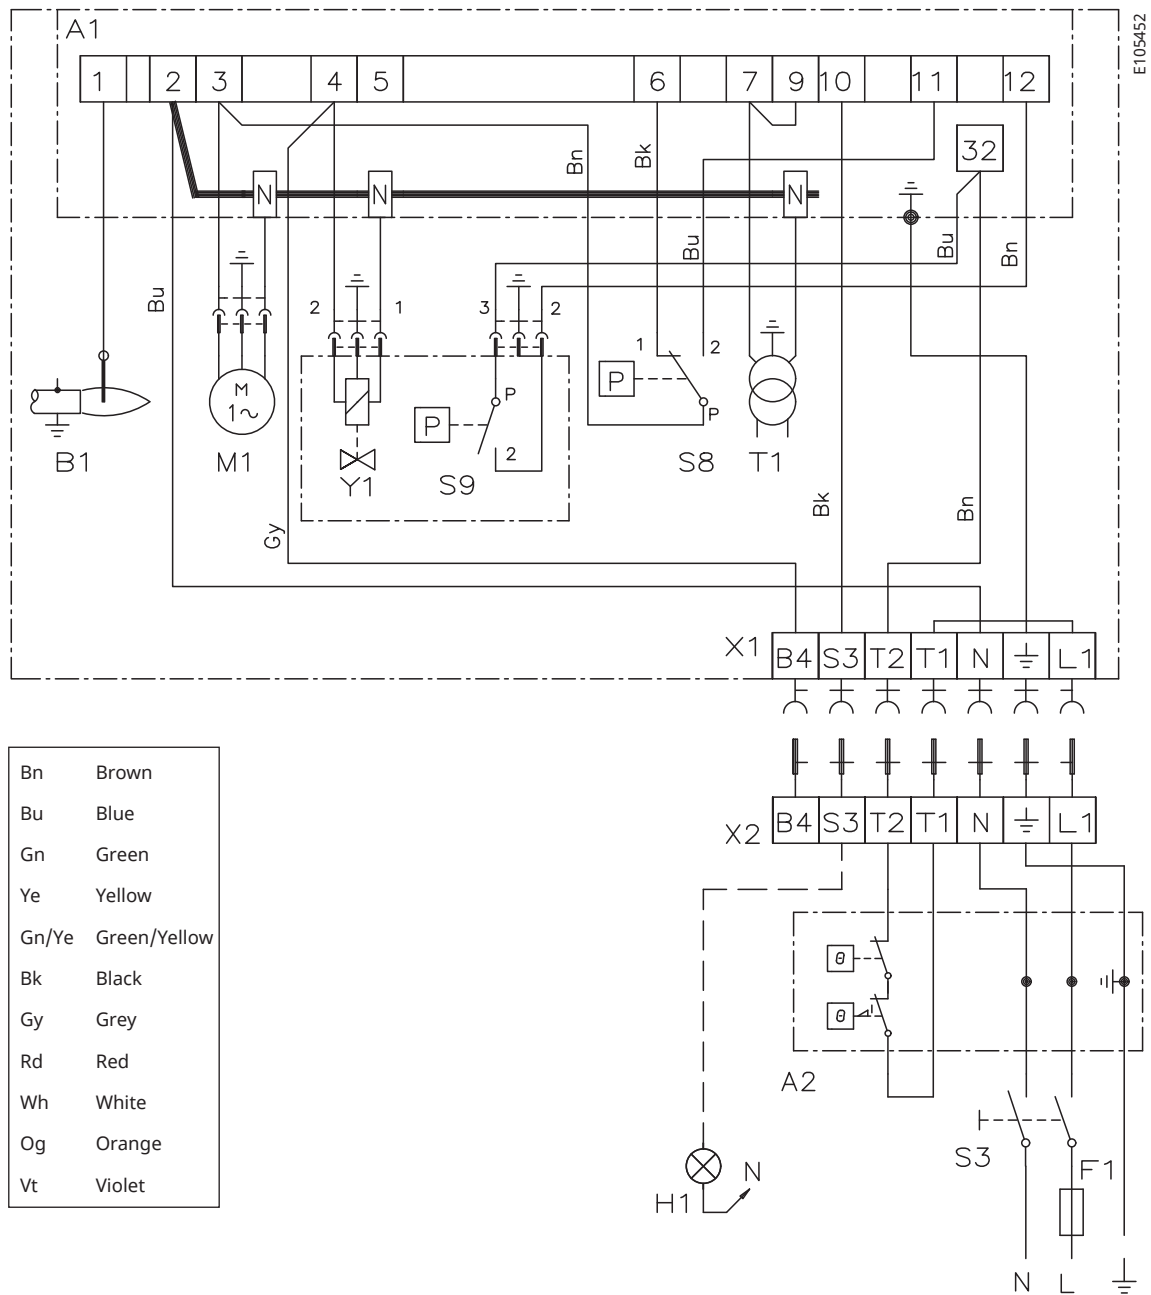 E105452
A1
1 2 3 4 5 6 7 9 10 11 12
32
Bn Bk
N N N
Bu Bu Bn
Bu
2 1 3 2
1 2
M
1~
P P
P P
2
B1 M1 Y1 S9 S8 T1
Gy Bk Bn
X1 B4 S3 T2 T1 N L1
X2 B4 S3 T2 T1 N L1
Bn Brown
Bu Blue
Gn Green
Ye Yellow
Gn/Ye Green/Yellow
Bk Black
Gy Grey
Rd Red
Wh White
Og Orange
Vt Violet
θ
θ
A2
S3 F1
H1 N
N L